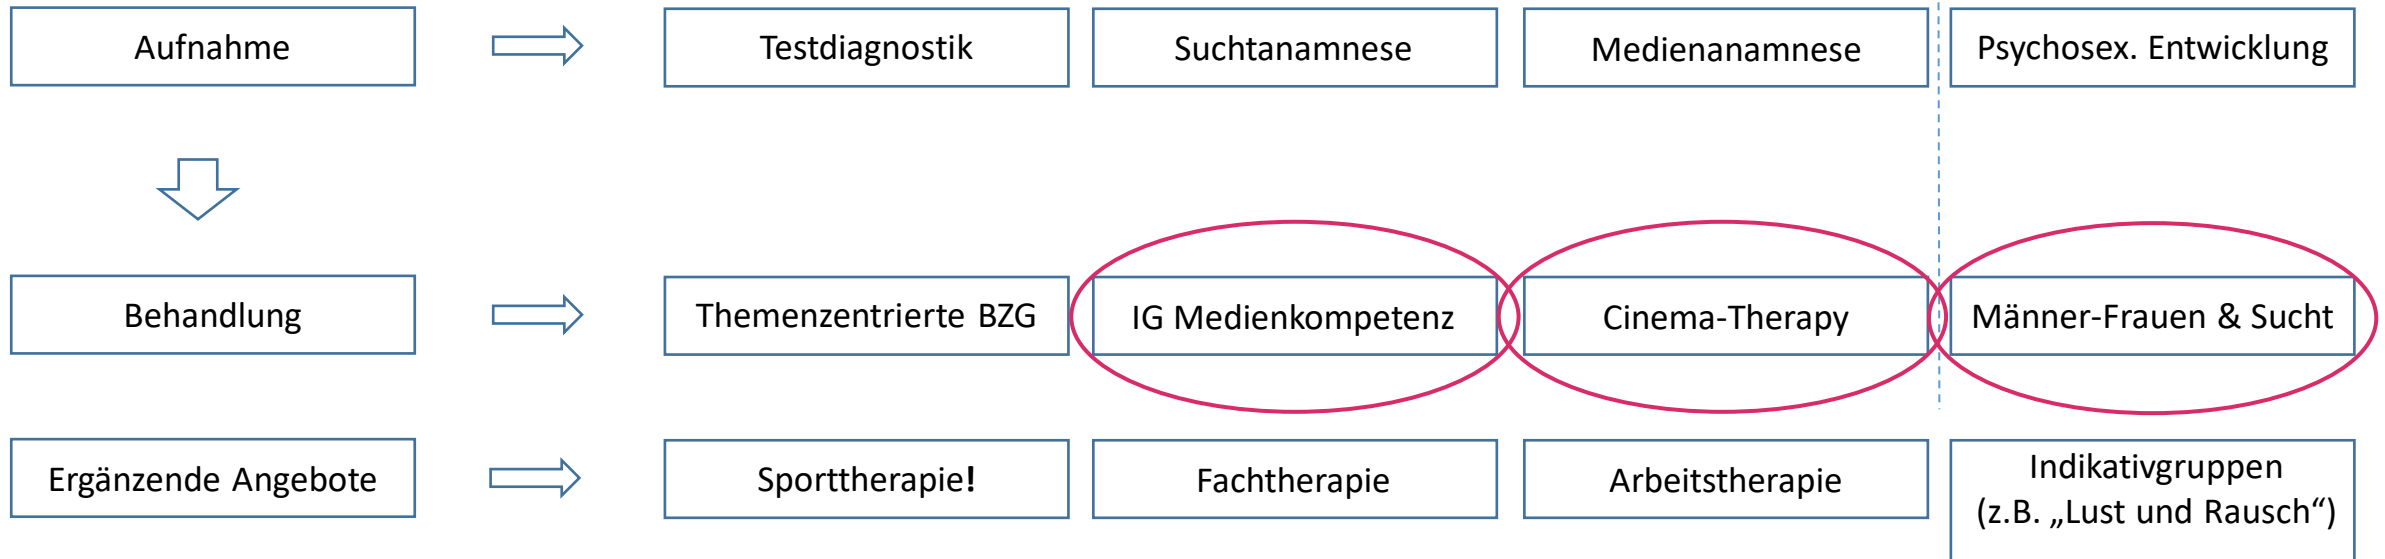 Aufnahme
Testdiagnostik
Suchtanamnese
Medienanamnese
Psychosex. Entwicklung
Behandlung
Themenzentrierte BZG
IG Medienkompetenz
Cinema-Therapy
Männer-Frauen & Sucht
Ergänzende Angebote
Sporttherapie!
Fachtherapie
Arbeitstherapie
Indikativgruppen
(z.B. „Lust und Rausch“)